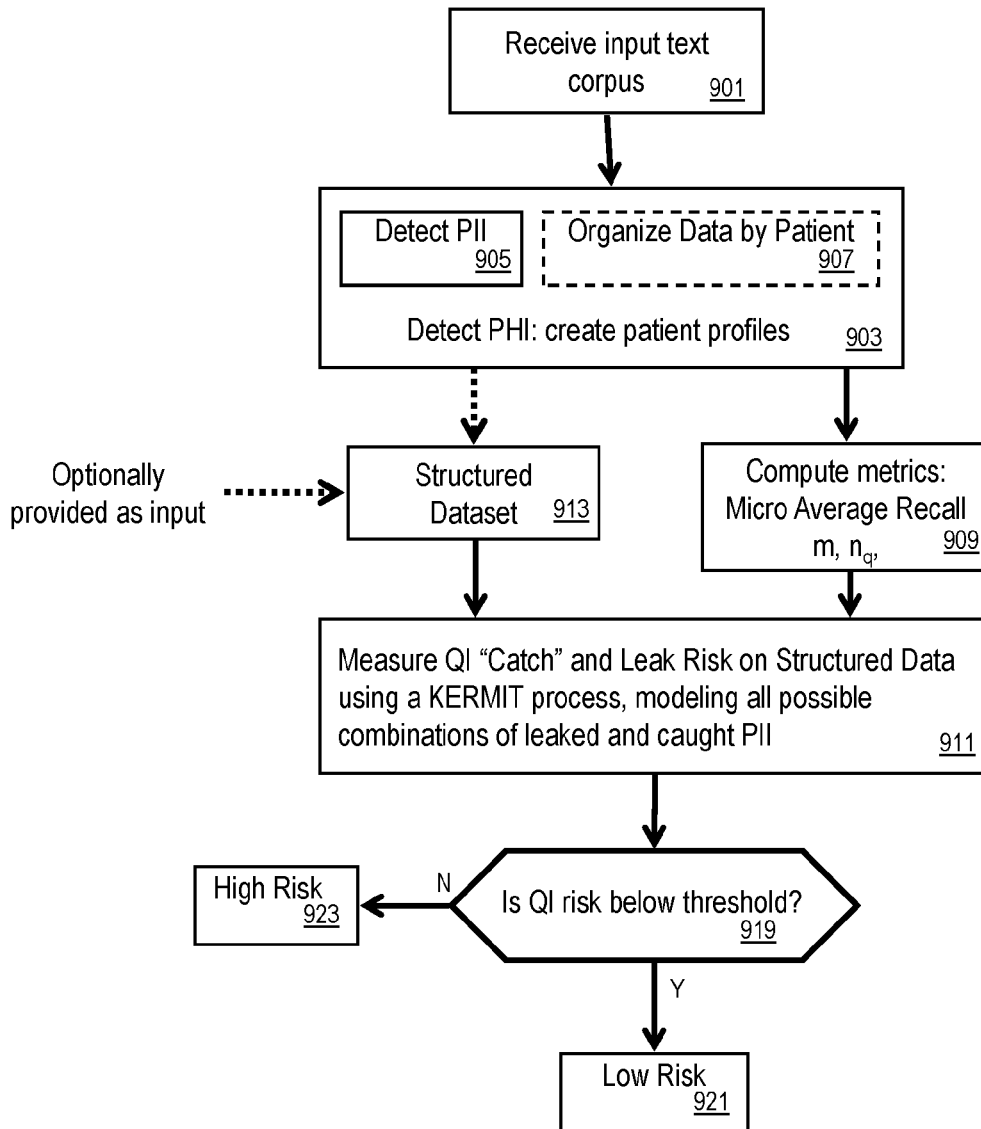 Receive input text
corpus
901
Detect PII
905
Organize Data by Patient
907
Detect PHI: create patient profiles
903
Optionally
provided as input
Structured
Dataset
913
Compute metrics:
Micro Average Recall
m, nq,
909
Measure QI “Catch” and Leak Risk on Structured Data
using a KERMIT process, modeling all possible
combinations of leaked and caught PII
911
Is QI risk below threshold?
919
N
High Risk
923
Y
Low Risk
921